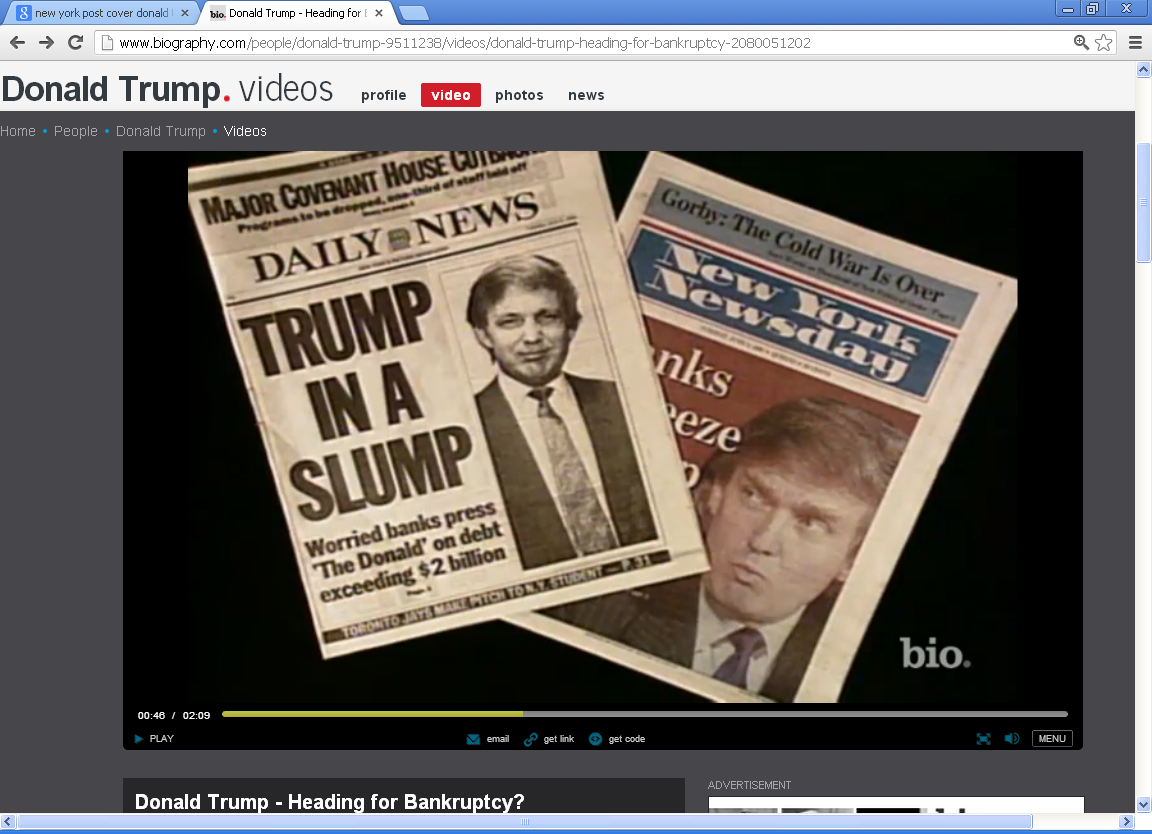 new york post cover donald
bio. Donald Trump - Heading for
www.biography.com/people/donald-trump-9511238/videos/donald-trump-heading-for-bankruptcy-2080051202
Donald Trump. videos
profile
video
photos
news
Home • People • Donald Trump • Videos
MAJOR COVENANT HOUSE CUTBACK
Programs to be dropped, one-third of staff laid off
DAILY NEWS
TRUMP
IN A
SLUMP
Worried banks press
'The Donald' on debt
exceeding $2 billion
TORONTO JAYS MAKE PITCH TO N.Y. STUDENT — P. 31
Gorby: The Cold War Is Over
New York
Newsday
nks
eeze
p
bio.
00:46 / 02:09
PLAY
email
get link
get code
MENU
Donald Trump - Heading for Bankruptcy?
ADVERTISEMENT